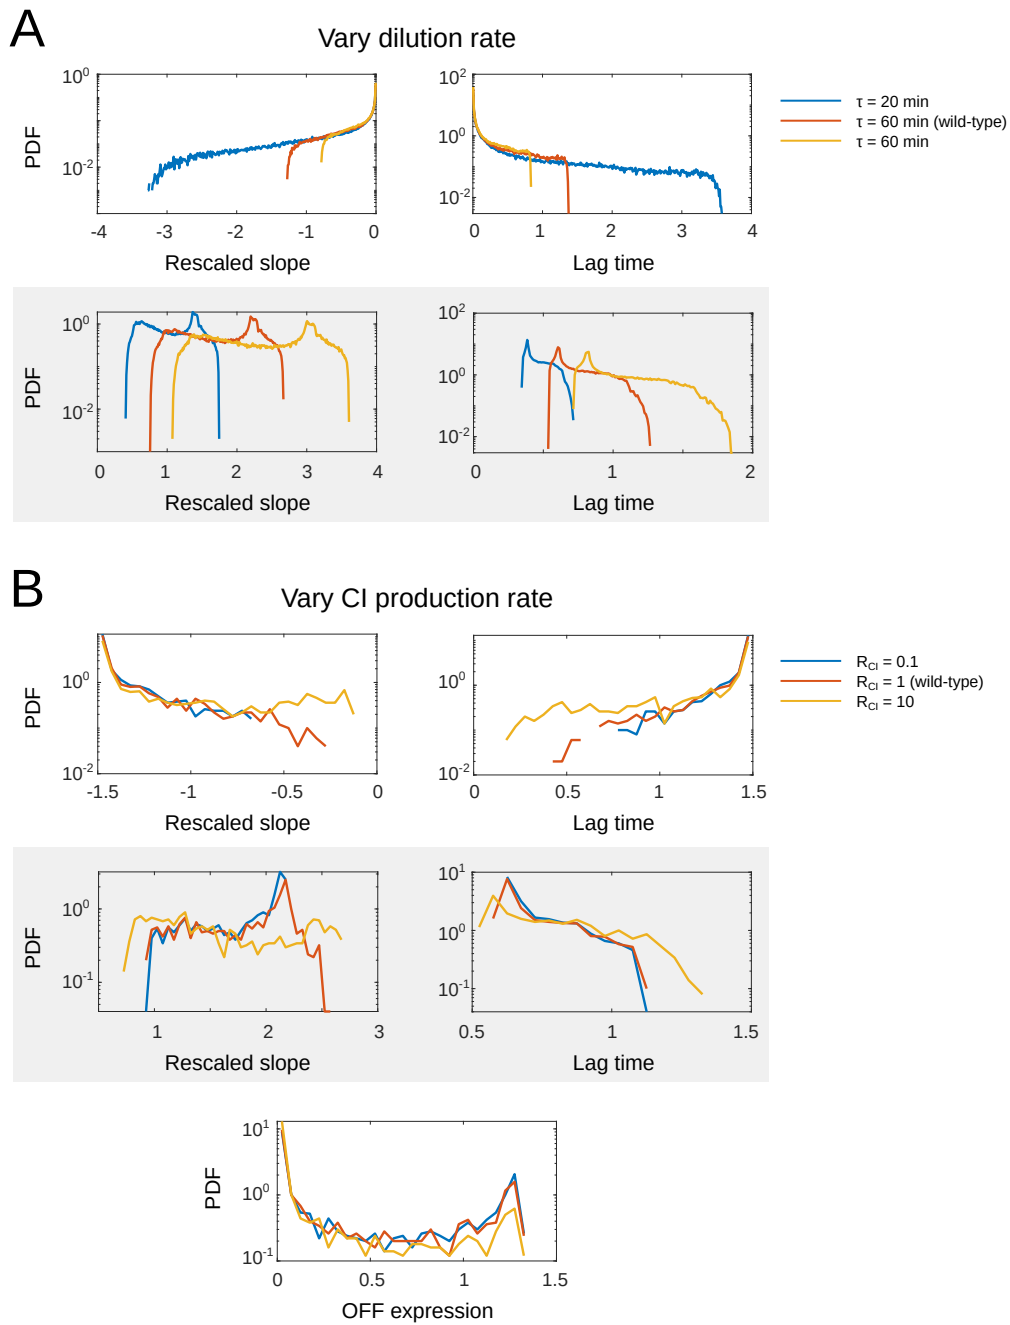 A
Vary dilution rate
PDF
10^0
10^-2
-4 -3 -2 -1 0
Rescaled slope
10^2
10^0
10^-2
0 1 2 3 4
Lag time
τ = 20 min
τ = 60 min (wild-type)
τ = 60 min
PDF
10^0
10^-2
0 1 2 3 4
Rescaled slope
10^2
10^0
10^-2
0 1 2
Lag time
B
Vary CI production rate
PDF
10^0
10^-2
-1.5 -1 -0.5 0
Rescaled slope
10^0
10^-2
0 0.5 1 1.5
Lag time
R_CI = 0.1
R_CI = 1 (wild-type)
R_CI = 10
PDF
10^0
10^-1
1 2 3
Rescaled slope
10^1
10^0
10^-1
0.5 1 1.5
Lag time
PDF
10^1
10^0
10^-1
0 0.5 1 1.5
OFF expression